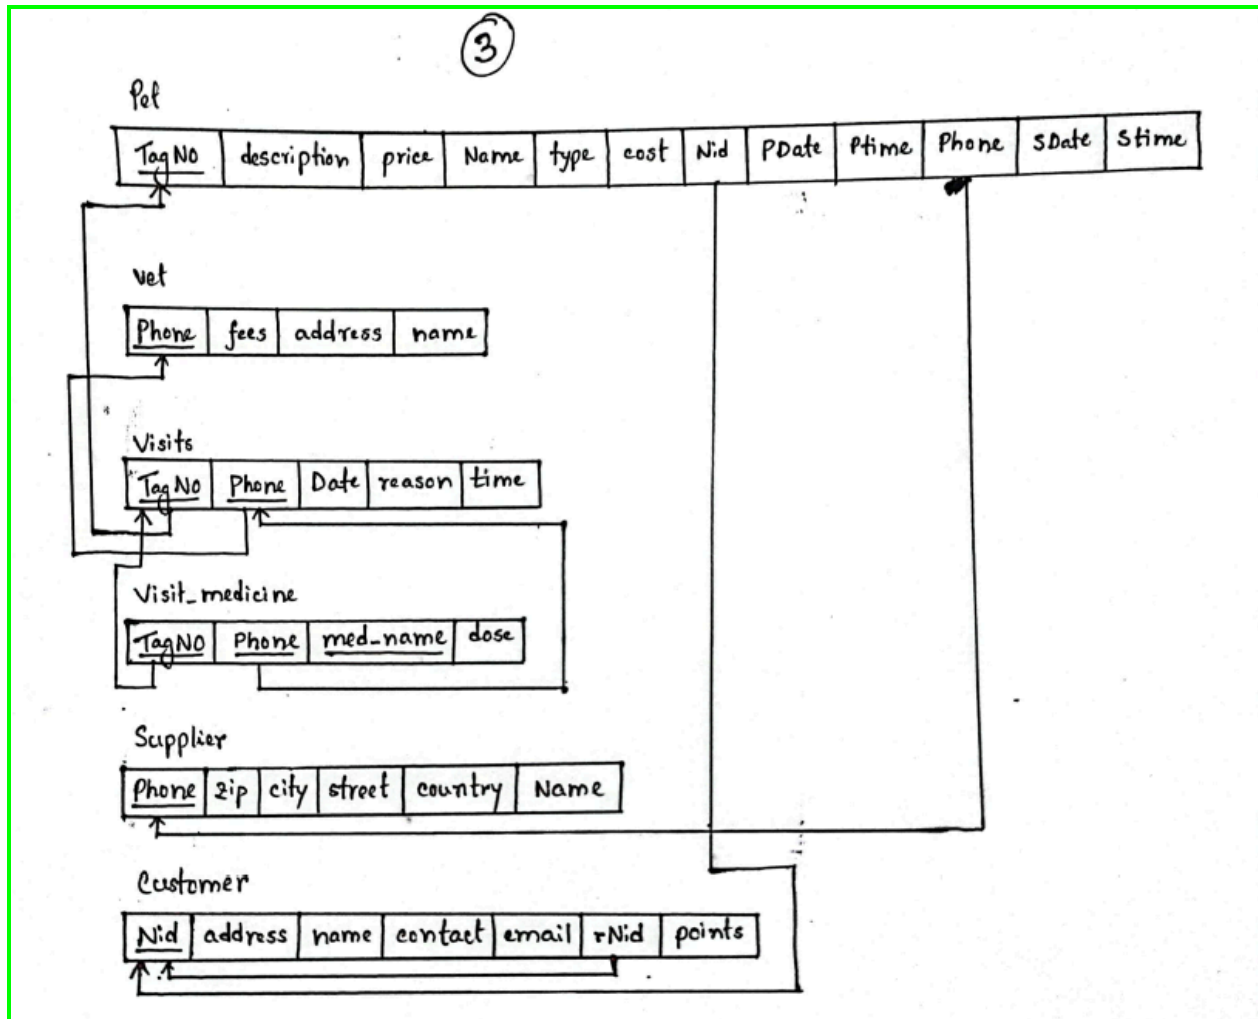 3
Pet
TagNo description price Name type cost Nid PDate Ptime Phone SDate Stime
vet
Phone fees address name
Visits
TagNo Phone Date reason time
Visit_medicine
TagNO Phone med_name dose
Supplier
Phone zip city street country Name
Customer
Nid address name contact email rNid points